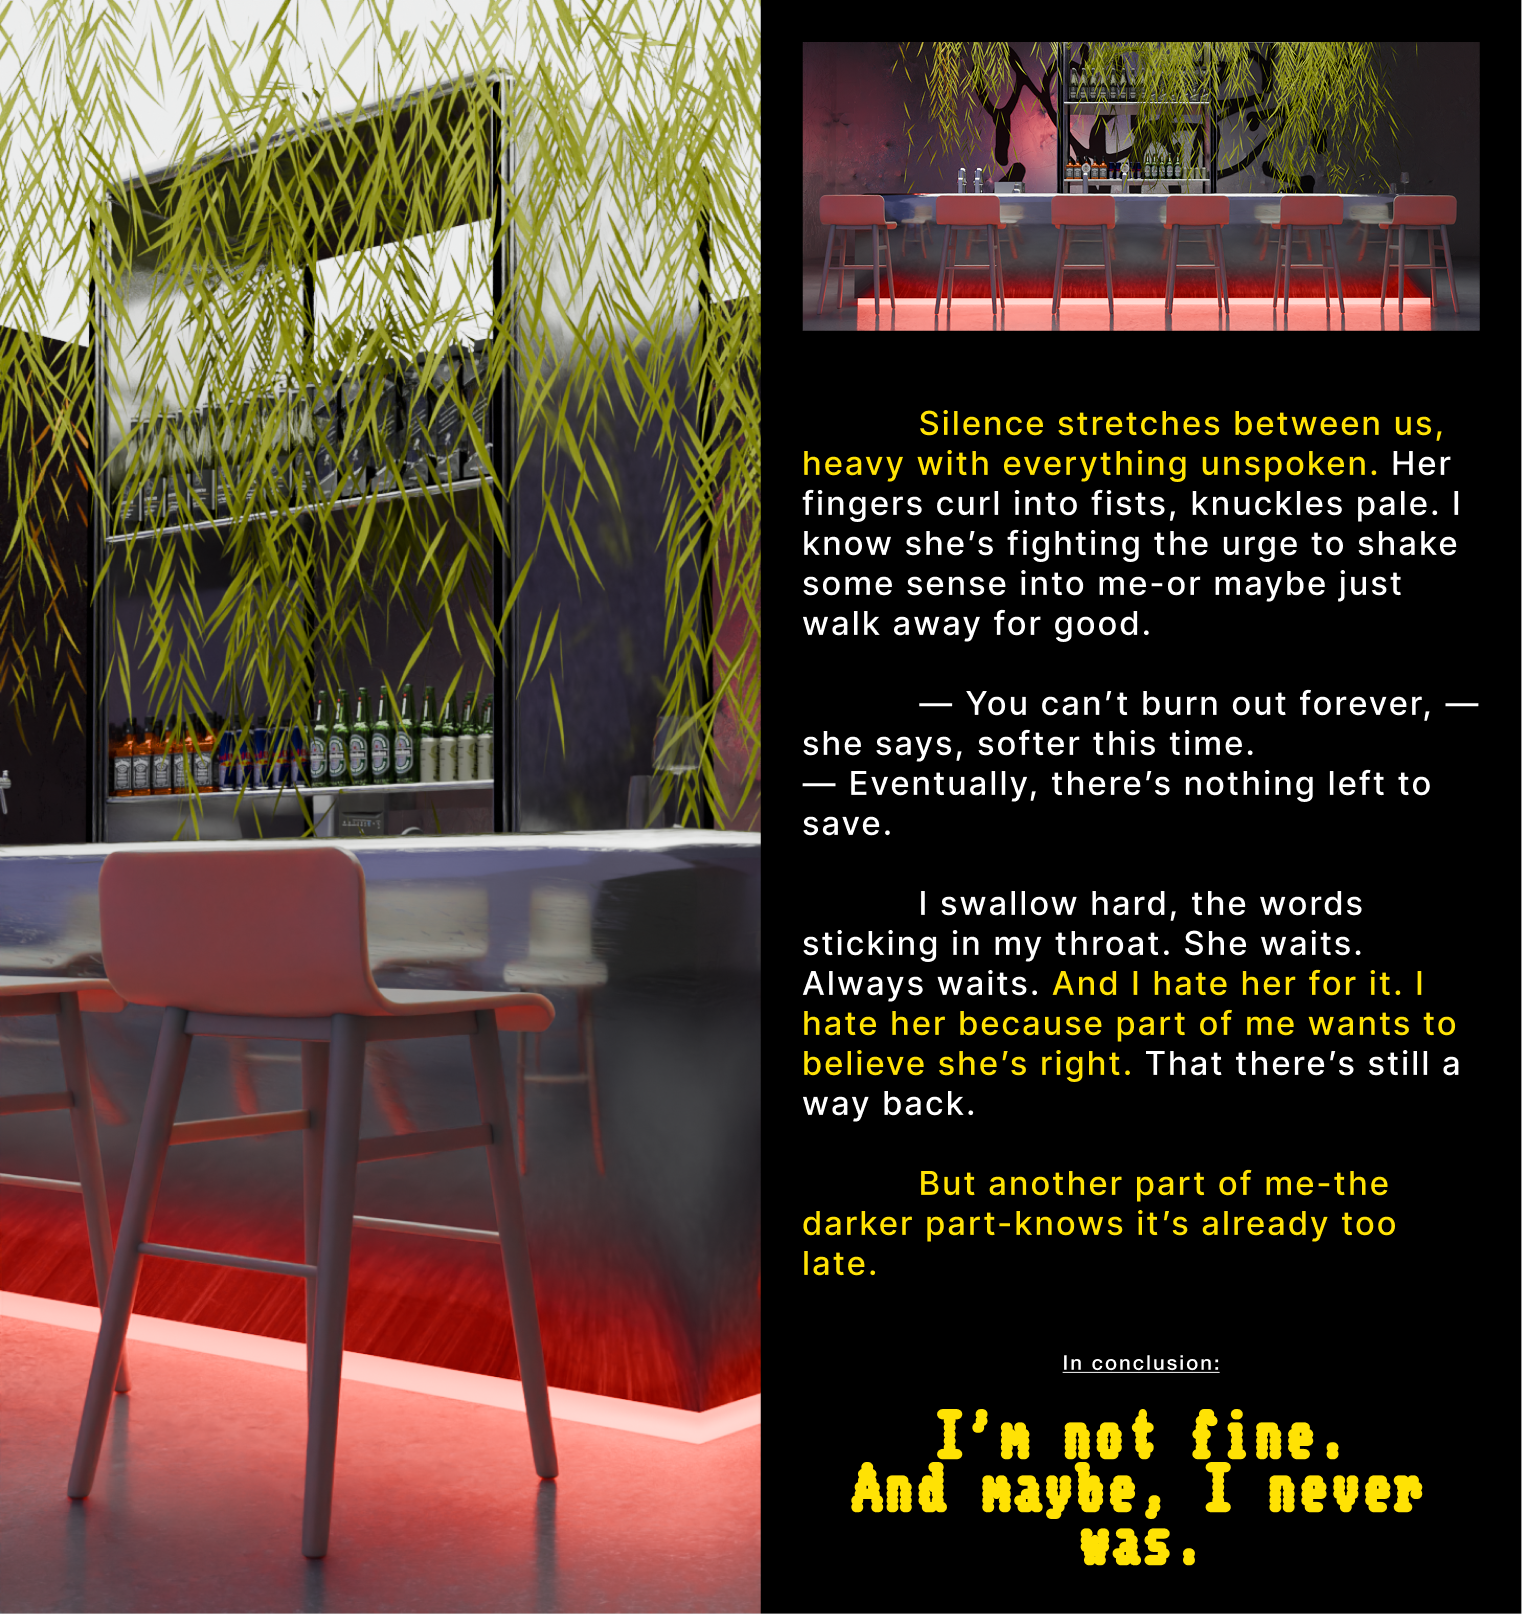 Silence stretches between us,
heavy with everything unspoken. Her
fingers curl into fists, knuckles pale. I
know she’s fighting the urge to shake
some sense into me-or maybe just
walk away for good.
— You can’t burn out forever, —
she says, softer this time.
— Eventually, there’s nothing left to
save.
I swallow hard, the words
sticking in my throat. She waits.
Always waits. And I hate her for it. I
hate her because part of me wants to
believe she’s right. That there’s still a
way back.
But another part of me-the
darker part-knows it’s already too
late.
In conclusion:
I’m not fine.
And maybe, I never
was.